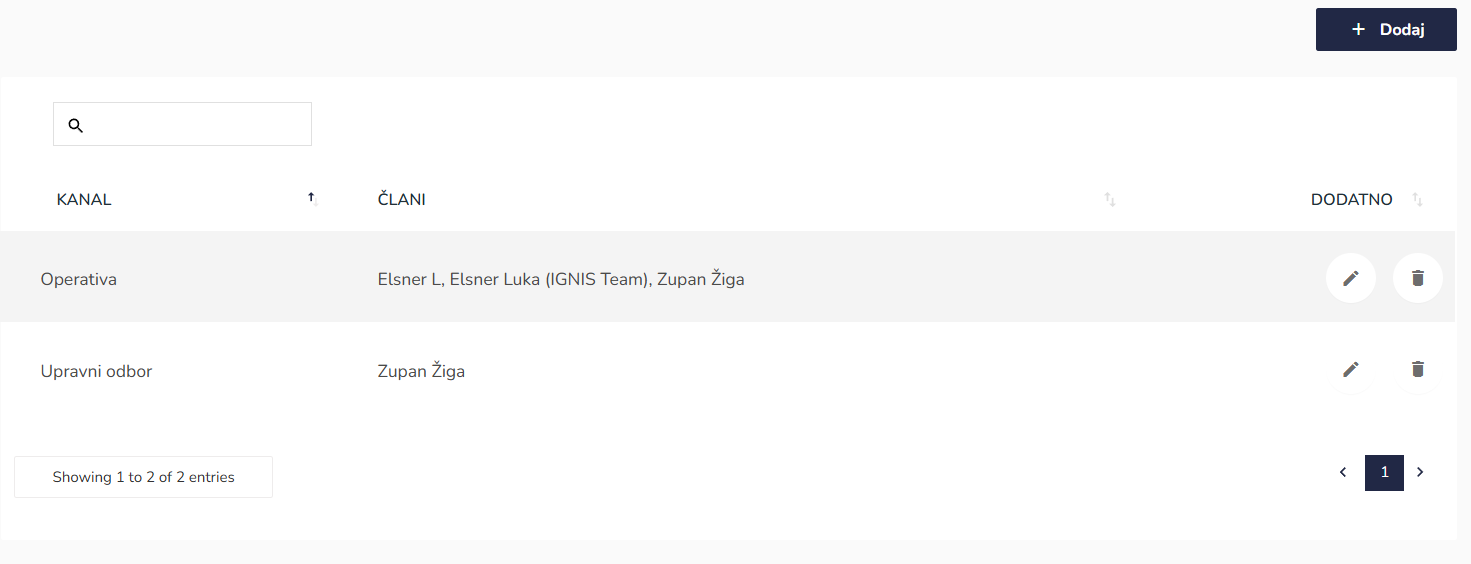 + Dodaj
KANAL ČLANI DODATNO
Operativa Elsner L, Elsner Luka (IGNIS Team), Zupan Žiga
Upravni odbor Zupan Žiga
Showing 1 to 2 of 2 entries 1